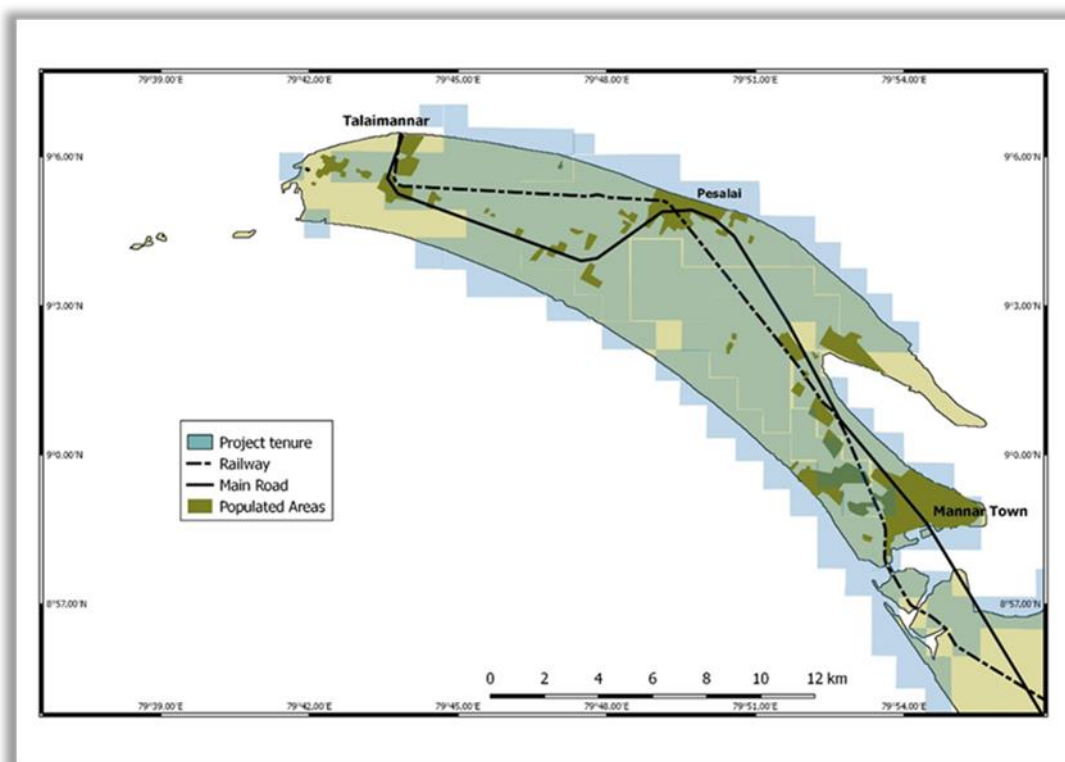 79°39.00'E 79°42.00'E 79°45.00'E 79°48.00'E 79°51.00'E 79°54.00'E
Talaimannar
9°6.00'N 9°6.00'N
Pesalai
9°3.00'N 9°3.00'N
Project tenure
Railway
Main Road
Populated Areas
9°0.00'N 9°0.00'N
Mannar Town
8°57.00'N 8°57.00'N
0 2 4 6 8 10 12 km
79°39.00'E 79°42.00'E 79°45.00'E 79°48.00'E 79°51.00'E 79°54.00'E